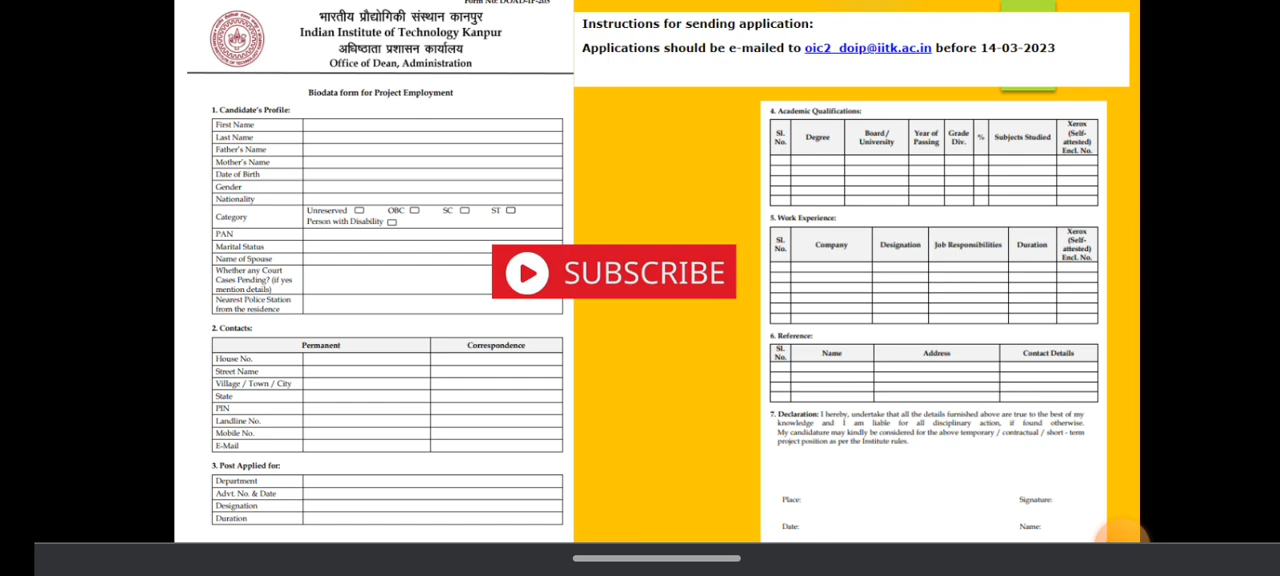 Form No: DOAD-IF-203
भारतीय प्रौद्योगिकी संस्थान कानपुर
Indian Institute of Technology Kanpur
अधिष्ठाता प्रशासन कार्यालय
Office of Dean, Administration
Biodata form for Project Employment
1. Candidate's Profile:
First Name
Last Name
Father's Name
Mother's Name
Date of Birth
Gender
Nationality
Category
Unreserved OBC SC ST
Person with Disability
PAN
Marital Status
Name of Spouse
Whether any Court
Cases Pending? (if yes
mention details)
Nearest Police Station
from the residence
2. Contacts:
Permanent Correspondence
House No.
Street Name
Village / Town / City
State
PIN
Landline No.
Mobile No.
E-Mail
3. Post Applied for:
Department
Advt. No. & Date
Designation
Duration
Instructions for sending application:
Applications should be e-mailed to oic2_doip@iitk.ac.in before 14-03-2023
SUBSCRIBE
4. Academic Qualifications:
Sl. No. Degree Board / University Year of Passing Grade Div. % Subjects Studied Xerox (Self-attested) Encl. No.
5. Work Experience:
Sl. No. Company Designation Job Responsibilities Duration Xerox (Self-attested) Encl. No.
6. Reference:
Sl. No. Name Address Contact Details
7. Declaration: I hereby, undertake that all the details furnished above are true to the best of my
knowledge and I am liable for all disciplinary action, if found otherwise.
My candidature may kindly be considered for the above temporary / contractual / short - term
project position as per the Institute rules.
Place: Signature:
Date: Name: